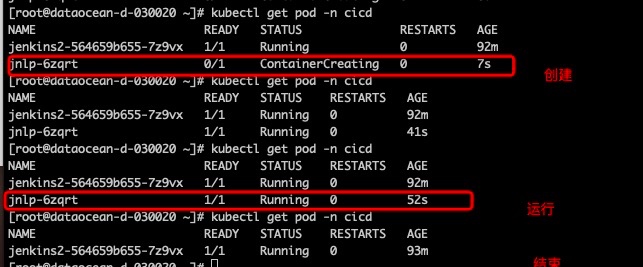 [root@dataocean-d-030020 ~]# kubectl get pod -n cicd
NAME READY STATUS RESTARTS AGE
jenkins2-564659b655-7z9vx 1/1 Running 0 92m
jnlp-6zqrt 0/1 ContainerCreating 0 7s
创建
[root@dataocean-d-030020 ~]# kubectl get pod -n cicd
NAME READY STATUS RESTARTS AGE
jenkins2-564659b655-7z9vx 1/1 Running 0 92m
jnlp-6zqrt 1/1 Running 0 41s
[root@dataocean-d-030020 ~]# kubectl get pod -n cicd
NAME READY STATUS RESTARTS AGE
jenkins2-564659b655-7z9vx 1/1 Running 0 92m
jnlp-6zqrt 1/1 Running 0 52s
运行
[root@dataocean-d-030020 ~]# kubectl get pod -n cicd
NAME READY STATUS RESTARTS AGE
jenkins2-564659b655-7z9vx 1/1 Running 0 93m
[root@dataocean-d-030020 ~]#
结束